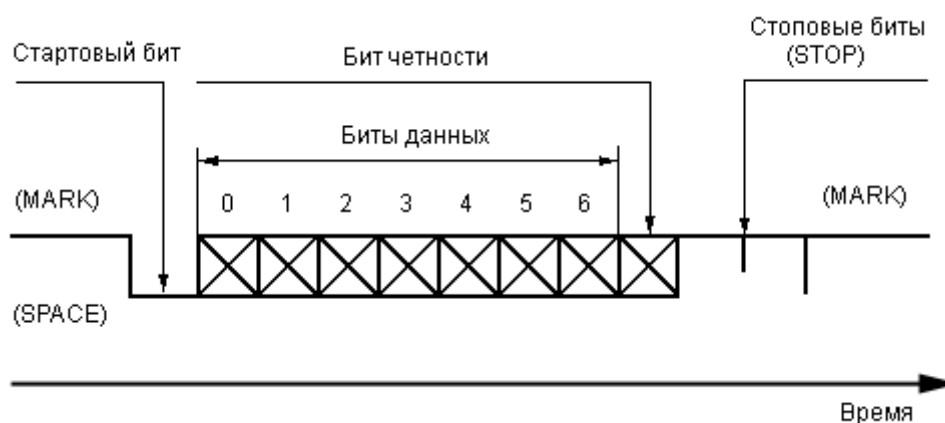 Стартовый бит
Бит четности
Стоповые биты
(STOP)
Биты данных
(MARK)
0 1 2 3 4 5 6
(MARK)
(SPACE)
Время